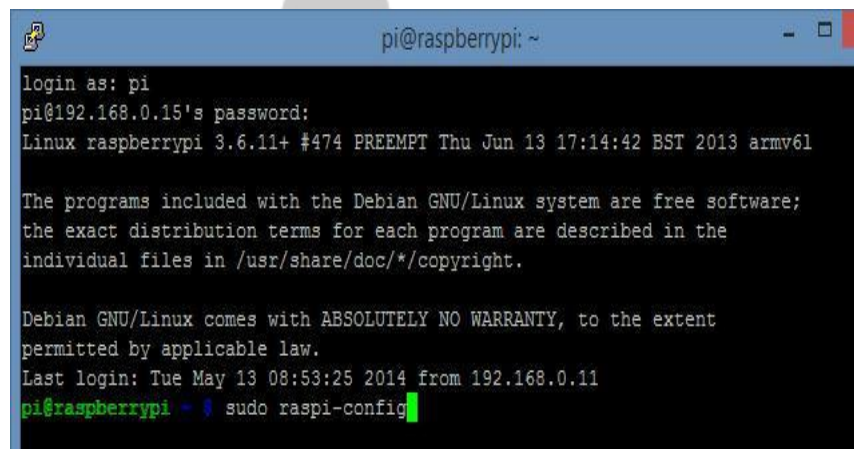 pi@raspberrypi: ~
login as: pi
pi@192.168.0.15's password:
Linux raspberrypi 3.6.11+ #474 PREEMPT Thu Jun 13 17:14:42 BST 2013 armv6l
The programs included with the Debian GNU/Linux system are free software;
the exact distribution terms for each program are described in the
individual files in /usr/share/doc/*/copyright.
Debian GNU/Linux comes with ABSOLUTELY NO WARRANTY, to the extent
permitted by applicable law.
Last login: Tue May 13 08:53:25 2014 from 192.168.0.11
pi@raspberrypi ~ $ sudo raspi-config